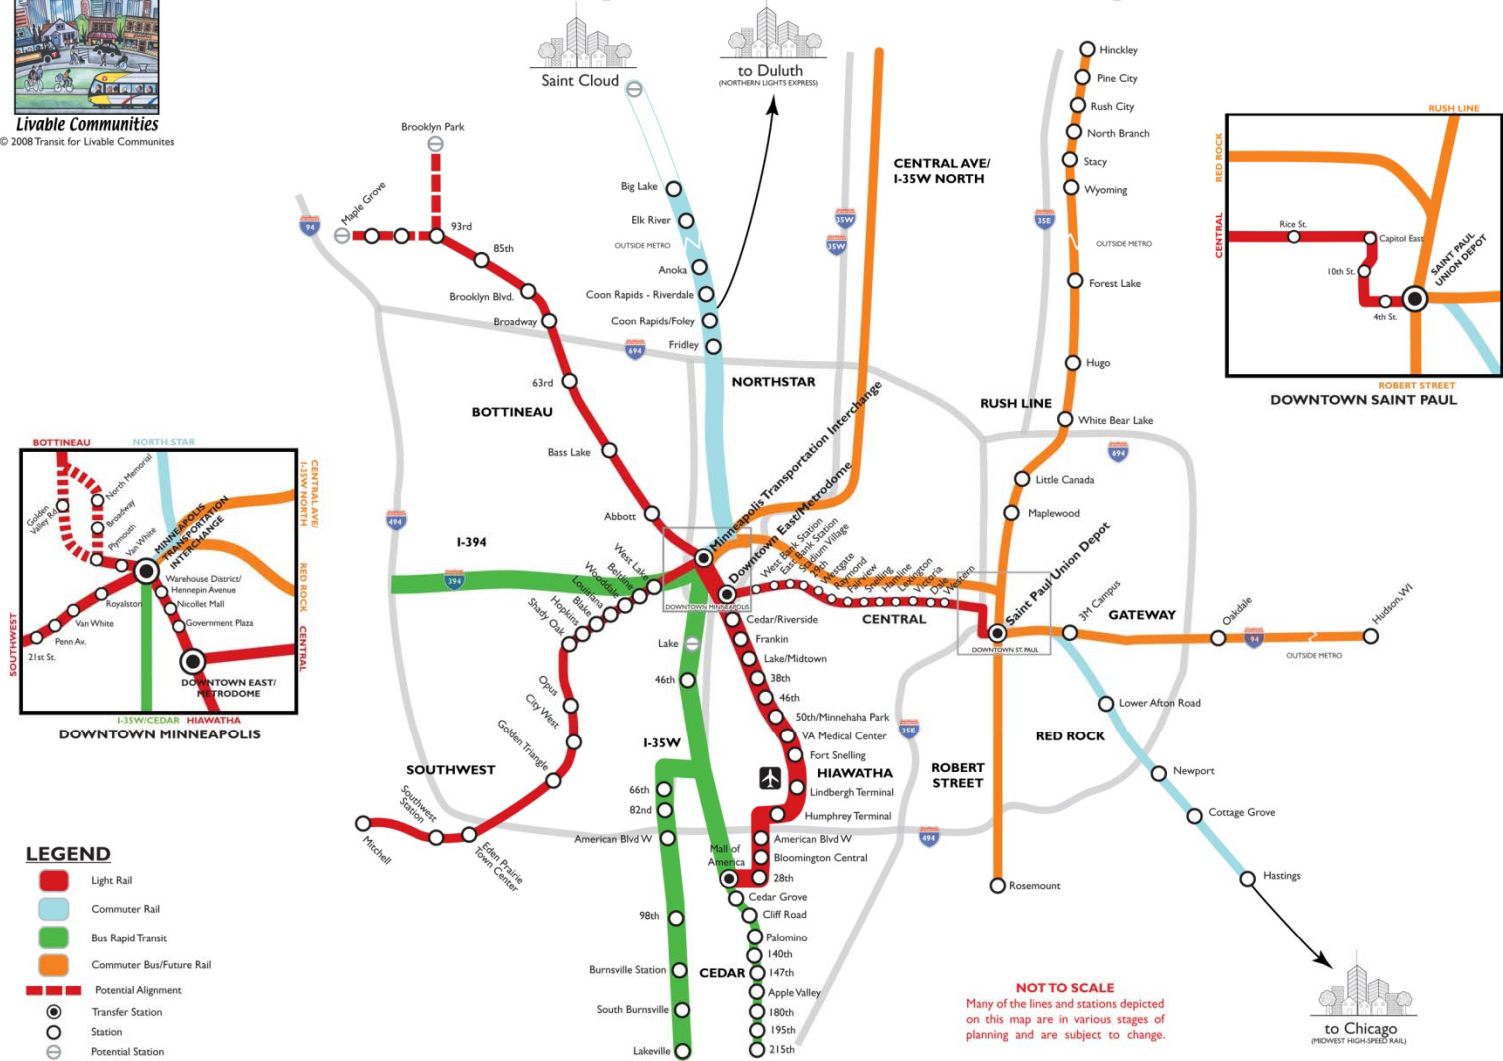 Livable Communities
© 2008 Transit for Livable Communites
Saint Cloud
to Duluth
(NORTHERN LIGHTS EXPRESS)
Brooklyn Park
Maple Grove
93rd
85th
Brooklyn Blvd.
Broadway
63rd
BOTTINEAU
Bass Lake
Abbott
Big Lake
Elk River
OUTSIDE METRO
Anoka
Coon Rapids - Riverdale
Coon Rapids/Foley
Fridley
NORTHSTAR
CENTRAL AVE/
I-35W NORTH
94
694
35W
35W
35E
494
394
I-394
Hinckley
Pine City
Rush City
North Branch
Stacy
Wyoming
OUTSIDE METRO
Forest Lake
Hugo
RUSH LINE
White Bear Lake
694
Little Canada
Maplewood
RUSH LINE
RED ROCK
CENTRAL
Rice St.
Capitol East
10th St.
4th St.
SAINT PAUL
UNION DEPOT
ROBERT STREET
DOWNTOWN SAINT PAUL
BOTTINEAU
NORTH STAR
CENTRAL AVE/
I-35W NORTH
RED ROCK
CENTRAL
SOUTHWEST
North Memorial
Golden
Valley Rd.
Broadway
Plymouth
Van White
MINNEAPOLIS
TRANSPORTATION
INTERCHANGE
Warehouse District/
Hennepin Avenue
Nicollet Mall
Government Plaza
Royalston
Van White
Penn Av.
21st St.
DOWNTOWN EAST/
METRODOME
I-35W/CEDAR
HIAWATHA
DOWNTOWN MINNEAPOLIS
Minneapolis Transportation Interchange
Downtown East/Metrodome
DOWNTOWN MINNEAPOLIS
West Lake
Beltline
Wooddale
Louisiana
Blake
Hopkins
Shady Oak
Opus
City West
Golden Triangle
SOUTHWEST
Southwest
Station
Eden Prairie
Town Center
Mitchell
West Bank Station
East Bank Station
Stadium Village
29th
Westgate
Raymond
Fairview
Snelling
Hamline
Lexington
Victoria
Dale
Western
CENTRAL
Saint Paul Union Depot
DOWNTOWN ST. PAUL
3M Campus
GATEWAY
Oakdale
94
Hudson, WI
OUTSIDE METRO
Lower Afton Road
RED ROCK
Newport
Cottage Grove
Hastings
to Chicago
(MIDWEST HIGH-SPEED RAIL)
Cedar/Riverside
Frankin
Lake/Midtown
38th
46th
50th/Minnehaha Park
VA Medical Center
Fort Snelling
HIAWATHA
Lindbergh Terminal
Humphrey Terminal
American Blvd W
Bloomington Central
28th
Mall of
America
35E
494
ROBERT
STREET
Rosemount
Lake
46th
I-35W
66th
82nd
American Blvd W
98th
Burnsville Station
South Burnsville
Lakeville
Cedar Grove
Cliff Road
Palomino
140th
CEDAR
147th
Apple Valley
180th
195th
215th
LEGEND
Light Rail
Commuter Rail
Bus Rapid Transit
Commuter Bus/Future Rail
Potential Alignment
Transfer Station
Station
Potential Station
NOT TO SCALE
Many of the lines and stations depicted
on this map are in various stages of
planning and are subject to change.